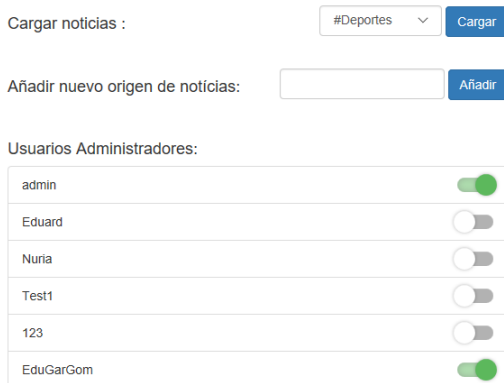 Cargar noticias : #Deportes Cargar
Añadir nuevo origen de notícias: Añadir
Usuarios Administradores:
admin
Eduard
Nuria
Test1
123
EduGarGom